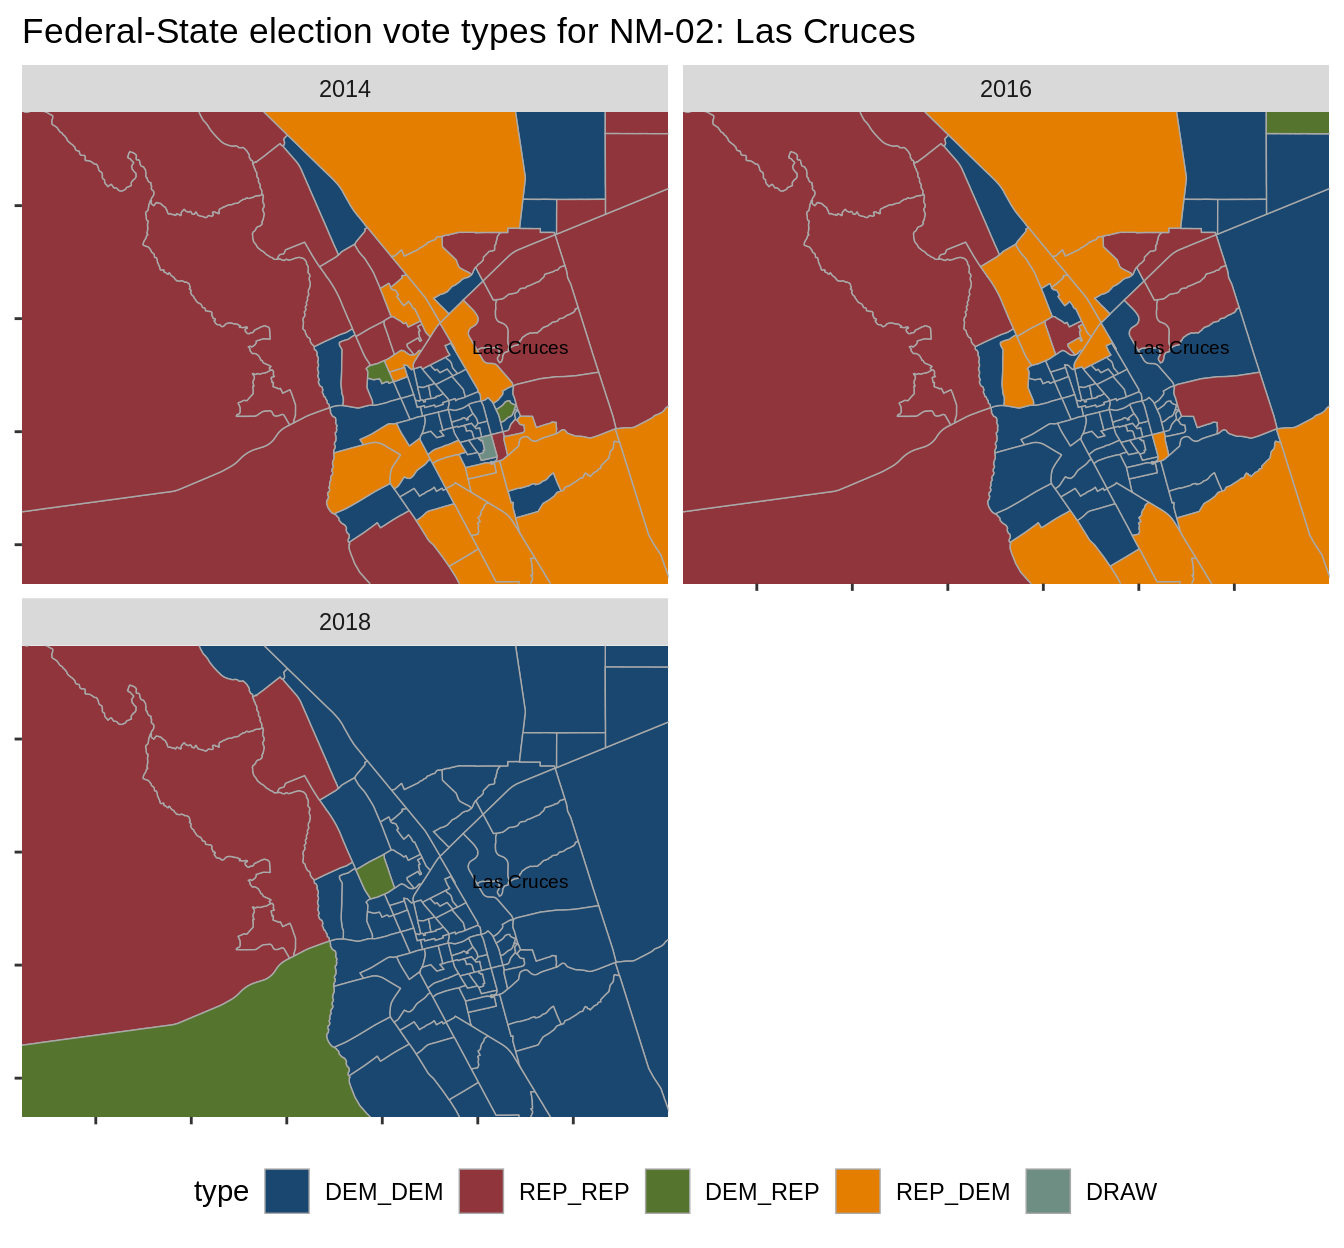 Federal-State election vote types for NM-02: Las Cruces
2014
2016
Las Cruces
Las Cruces
2018
Las Cruces
type DEM_DEM REP_REP DEM_REP REP_DEM DRAW